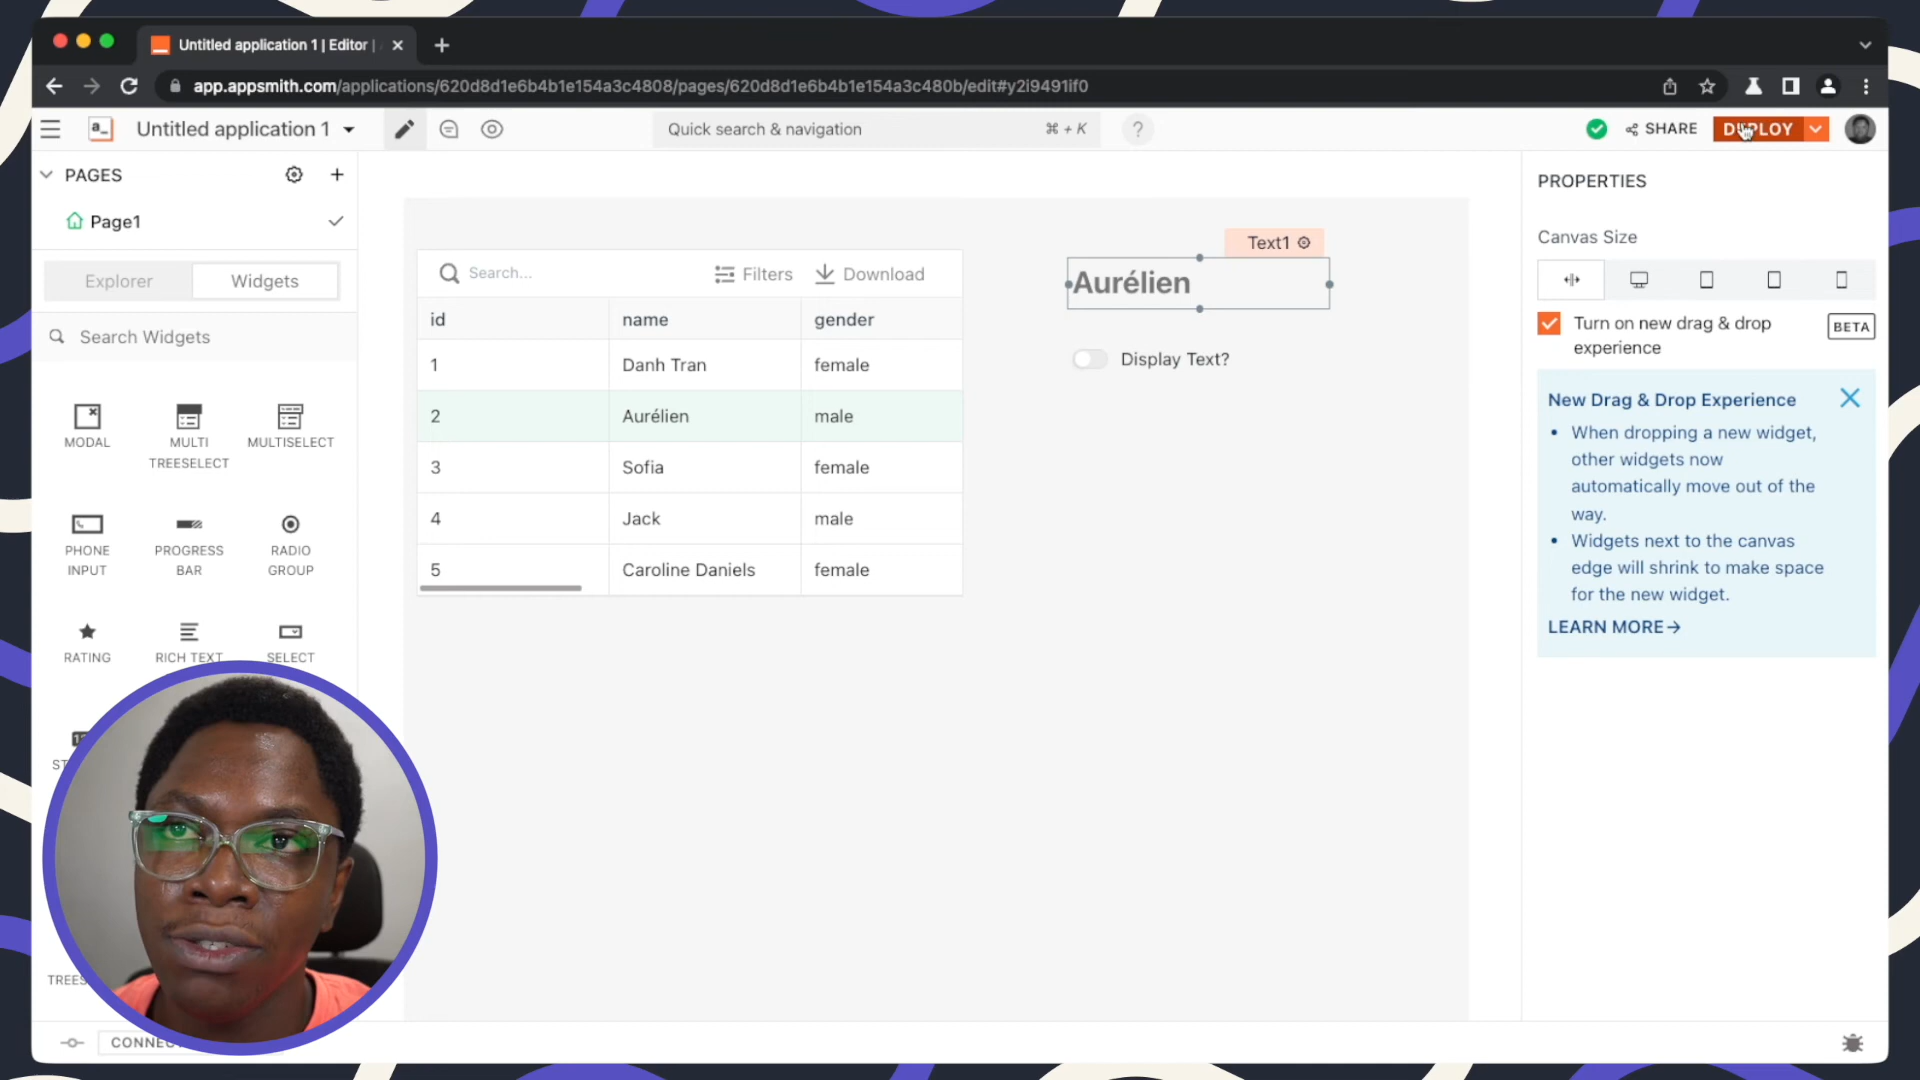 Untitled application 1 | Editor |
app.appsmith.com/applications/620d8d1e6b4b1e154a3c4808/pages/620d8d1e6b4b1e154a3c480b/edit#y2i9491if0
a_ Untitled application 1
Quick search & navigation ⌘ + K ?
SHARE DEPLOY
PAGES
Page1
Explorer Widgets
Search Widgets
MODAL
MULTI
TREESELECT
MULTISELECT
PHONE
INPUT
PROGRESS
BAR
RADIO
GROUP
RATING
RICH TEXT
SELECT
TREES
CONNEC
Search...
Filters
Download
id name gender
1 Danh Tran female
2 Aurélien male
3 Sofia female
4 Jack male
5 Caroline Daniels female
Text1
Aurélien
Display Text?
PROPERTIES
Canvas Size
Turn on new drag & drop
experience
BETA
New Drag & Drop Experience
• When dropping a new widget,
other widgets now
automatically move out of the
way.
• Widgets next to the canvas
edge will shrink to make space
for the new widget.
LEARN MORE→